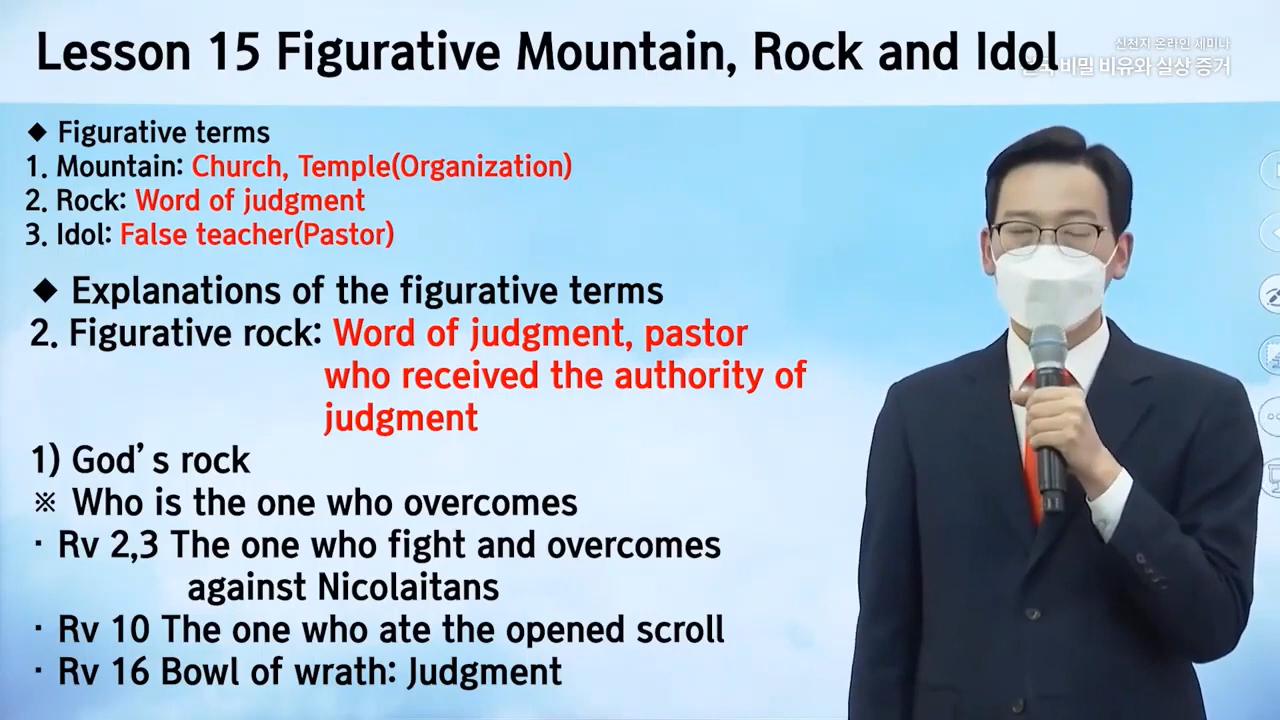 Lesson 15 Figurative Mountain, Rock and Idol
신천지 온라인 세미나
비밀 비유와 실상 증거
◆ Figurative terms
1. Mountain: Church, Temple(Organization)
2. Rock: Word of judgment
3. Idol: False teacher(Pastor)
◆ Explanations of the figurative terms
2. Figurative rock: Word of judgment, pastor
who received the authority of
judgment
1) God's rock
※ Who is the one who overcomes
· Rv 2,3 The one who fight and overcomes
against Nicolaitans
· Rv 10 The one who ate the opened scroll
· Rv 16 Bowl of wrath: Judgment